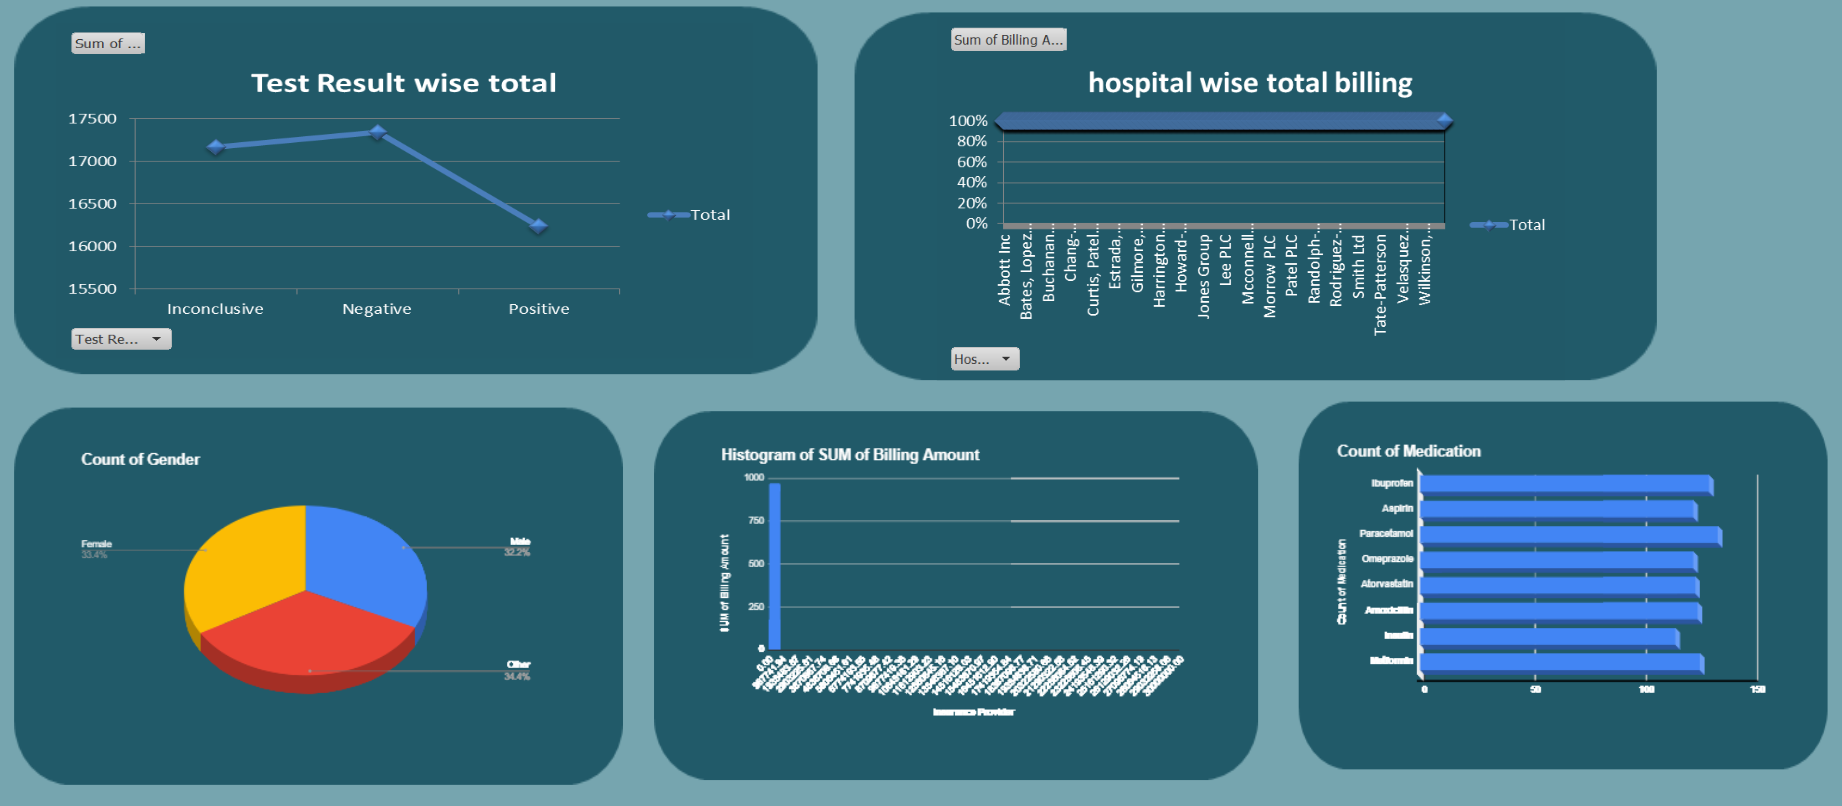 Sum of ...
Test Result wise total
17500
17000
16500
16000
15500
Inconclusive
Negative
Positive
Total
Test Re...
Sum of Billing A...
hospital wise total billing
100%
80%
60%
40%
20%
0%
Abbott Inc
Bates, Lopez...
Buchanan...
Chang-...
Curtis, Patel...
Estrada,...
Gilmore,...
Harrington...
Howard-...
Jones Group
Lee PLC
Mcconnell...
Morrow PLC
Patel PLC
Randolph-...
Rodriguez-...
Smith Ltd
Tate-Patterson
Velasquez...
Wilkinson,...
Total
Hos...
Count of Gender
Female
33.4%
Male
32.2%
Other
34.4%
Histogram of SUM of Billing Amount
1000
750
500
250
0
SUM of Billing Amount
0.00
Insurance Provider
Count of Medication
Count of Medication
Ibuprofen
Aspirin
Paracetamol
Omeprazole
Atorvastatin
Amoxicillin
Insulin
Metformin
0
50
100
150